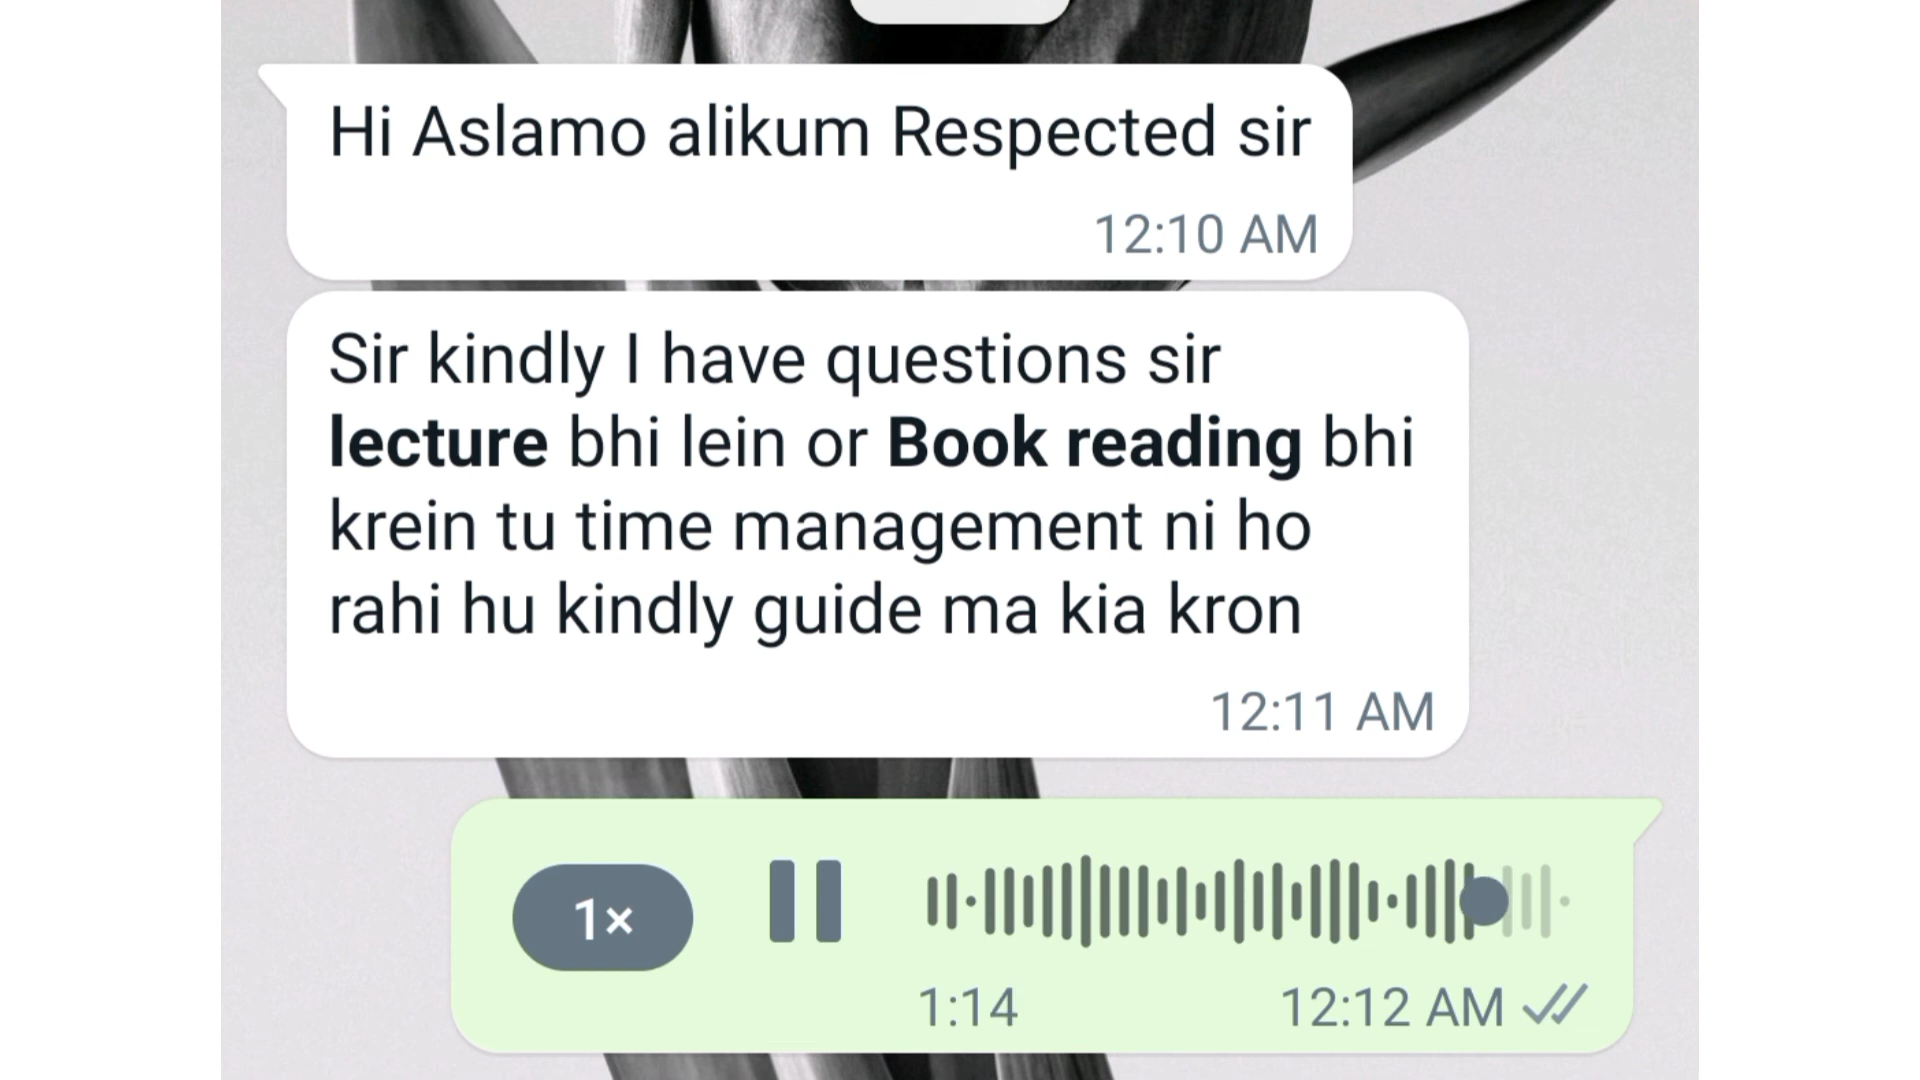 Hi Aslamo alikum Respected sir
12:10 AM
Sir kindly I have questions sir
lecture bhi lein or Book reading bhi
krein tu time management ni ho
rahi hu kindly guide ma kia kron
12:11 AM
1×
1:14
12:12 AM